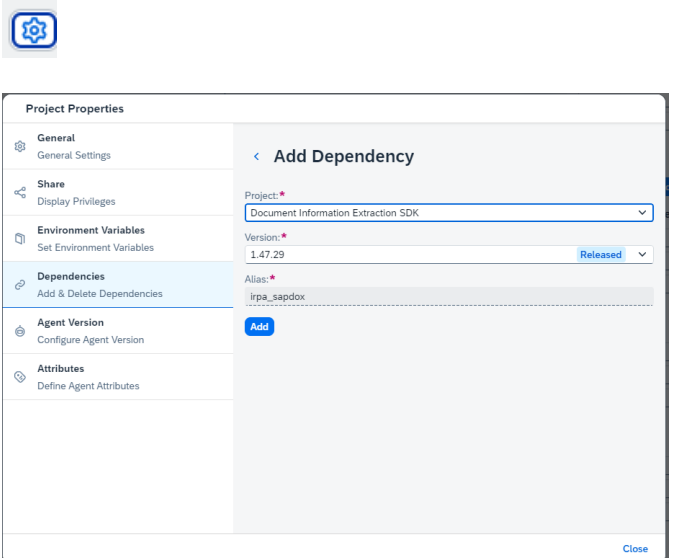 Project Properties
General
General Settings
Share
Display Privileges
Environment Variables
Set Environment Variables
Dependencies
Add & Delete Dependencies
Agent Version
Configure Agent Version
Attributes
Define Agent Attributes
Add Dependency
Project:*
Document Information Extraction SDK
Version:*
1.47.29 Released
Alias:*
irpa_sapdox
Add
Close